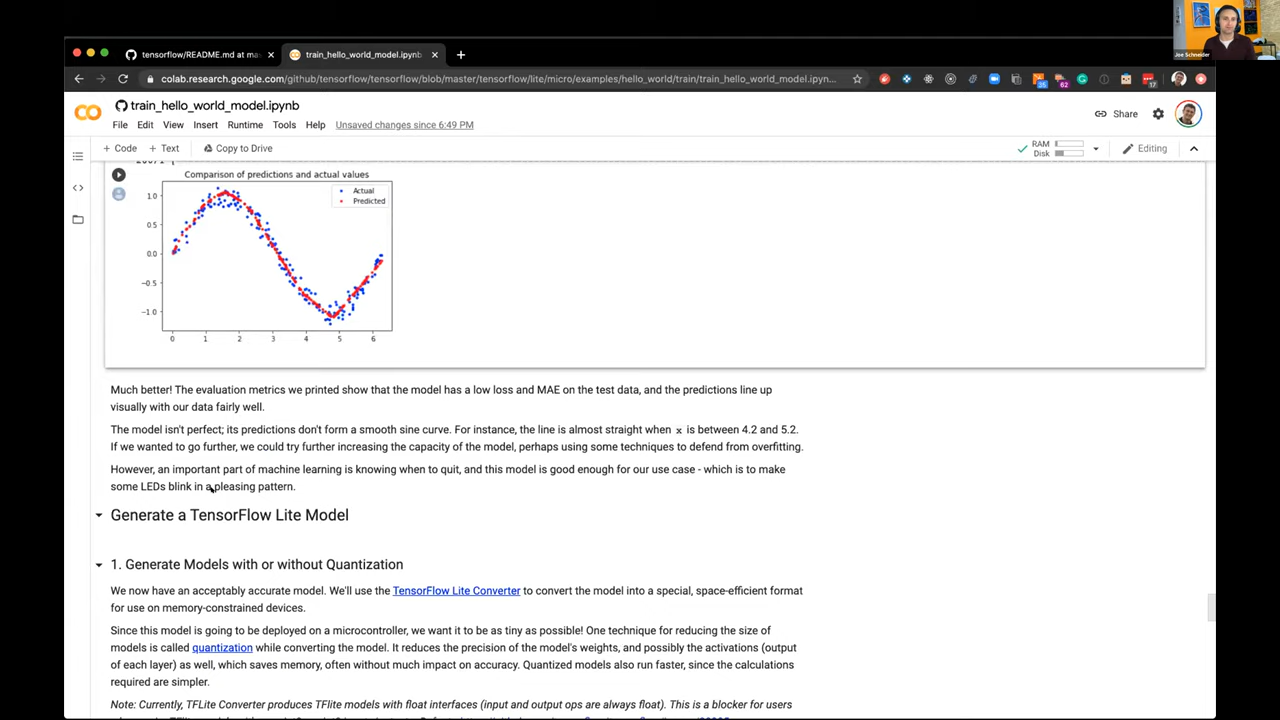 Joe Schneider
tensorflow/README.md at ma
train_hello_world_model.ipynb
colab.research.google.com/github/tensorflow/tensorflow/blob/master/tensorflow/lite/micro/examples/hello_world/train/train_hello_world_model.ipyn...
35
62
17
train_hello_world_model.ipynb
File Edit View Insert Runtime Tools Help Unsaved changes since 6:49 PM
Share
+ Code + Text Copy to Drive
RAM
Disk
Editing
Comparison of predictions and actual values
Actual
Predicted
1.0
0.5
0.0
−0.5
−1.0
0 1 2 3 4 5 6
Much better! The evaluation metrics we printed show that the model has a low loss and MAE on the test data, and the predictions line up
visually with our data fairly well.
The model isn't perfect; its predictions don't form a smooth sine curve. For instance, the line is almost straight when x is between 4.2 and 5.2.
If we wanted to go further, we could try further increasing the capacity of the model, perhaps using some techniques to defend from overfitting.
However, an important part of machine learning is knowing when to quit, and this model is good enough for our use case - which is to make
some LEDs blink in a pleasing pattern.
Generate a TensorFlow Lite Model
1. Generate Models with or without Quantization
We now have an acceptably accurate model. We'll use the TensorFlow Lite Converter to convert the model into a special, space-efficient format
for use on memory-constrained devices.
Since this model is going to be deployed on a microcontroller, we want it to be as tiny as possible! One technique for reducing the size of
models is called quantization while converting the model. It reduces the precision of the model's weights, and possibly the activations (output
of each layer) as well, which saves memory, often without much impact on accuracy. Quantized models also run faster, since the calculations
required are simpler.
Note: Currently, TFLite Converter produces TFlite models with float interfaces (input and output ops are always float). This is a blocker for users